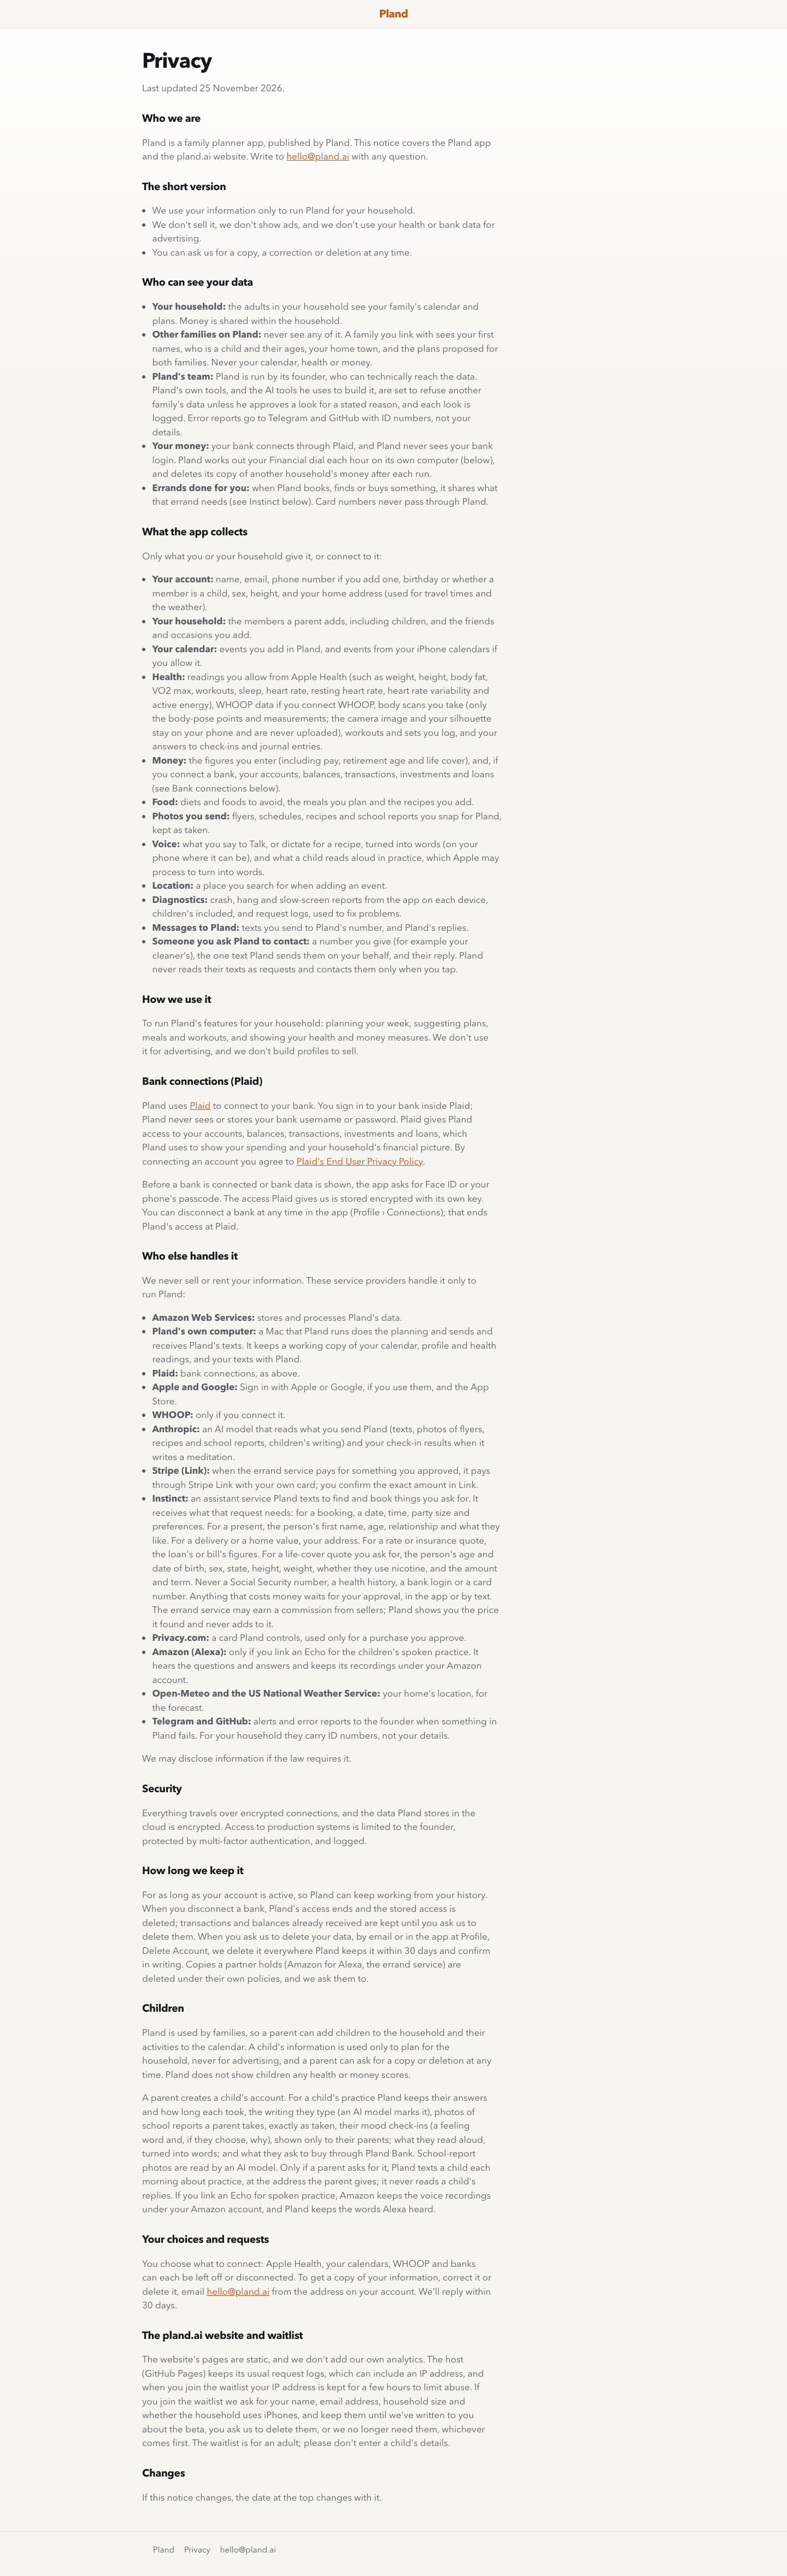 Pland
Privacy
Last updated 25 November 2026.
Who we are
Pland is a family planner app, published by Pland. This notice covers the Pland app
and the pland.ai website. Write to hello@pland.ai with any question.
The short version
• We use your information only to run Pland for your household.
• We don't sell it, we don't show ads, and we don't use your health or bank data for
advertising.
• You can ask us for a copy, a correction or deletion at any time.
Who can see your data
• Your household: the adults in your household see your family's calendar and
plans. Money is shared within the household.
• Other families on Pland: never see any of it. A family you link with sees your first
names, who is a child and their ages, your home town, and the plans proposed for
both families. Never your calendar, health or money.
• Pland's team: Pland is run by its founder, who can technically reach the data.
Pland's own tools, and the AI tools he uses to build it, are set to refuse another
family's data unless he approves a look for a stated reason, and each look is
logged. Error reports go to Telegram and GitHub with ID numbers, not your
details.
• Your money: your bank connects through Plaid, and Pland never sees your bank
login. Pland works out your Financial dial each hour on its own computer (below),
and deletes its copy of another household's money after each run.
• Errands done for you: when Pland books, finds or buys something, it shares what
that errand needs (see Instinct below). Card numbers never pass through Pland.
What the app collects
Only what you or your household give it, or connect to it:
• Your account: name, email, phone number if you add one, birthday or whether a
member is a child, sex, height, and your home address (used for travel times and
the weather).
• Your household: the members a parent adds, including children, and the friends
and occasions you add.
• Your calendar: events you add in Pland, and events from your iPhone calendars if
you allow it.
• Health: readings you allow from Apple Health (such as weight, height, body fat,
VO2 max, workouts, sleep, heart rate, resting heart rate, heart rate variability and
active energy), WHOOP data if you connect WHOOP, body scans you take (only
the body-pose points and measurements; the camera image and your silhouette
stay on your phone and are never uploaded), workouts and sets you log, and your
answers to check-ins and journal entries.
• Money: the figures you enter (including pay, retirement age and life cover), and, if
you connect a bank, your accounts, balances, transactions, investments and loans
(see Bank connections below).
• Food: diets and foods to avoid, the meals you plan and the recipes you add.
• Photos you send: flyers, schedules, recipes and school reports you snap for Pland,
kept as taken.
• Voice: what you say to Talk, or dictate for a recipe, turned into words (on your
phone where it can be), and what a child reads aloud in practice, which Apple may
process to turn into words.
• Location: a place you search for when adding an event.
• Diagnostics: crash, hang and slow-screen reports from the app on each device,
children's included, and request logs, used to fix problems.
• Messages to Pland: texts you send to Pland's number, and Pland's replies.
• Someone you ask Pland to contact: a number you give (for example your
cleaner's), the one text Pland sends them on your behalf, and their reply. Pland
never reads their texts as requests and contacts them only when you tap.
How we use it
To run Pland's features for your household: planning your week, suggesting plans,
meals and workouts, and showing your health and money measures. We don't use
it for advertising, and we don't build profiles to sell.
Bank connections (Plaid)
Pland uses Plaid to connect to your bank. You sign in to your bank inside Plaid;
Pland never sees or stores your bank username or password. Plaid gives Pland
access to your accounts, balances, transactions, investments and loans, which
Pland uses to show your spending and your household's financial picture. By
connecting an account you agree to Plaid's End User Privacy Policy.
Before a bank is connected or bank data is shown, the app asks for Face ID or your
phone's passcode. The access Plaid gives us is stored encrypted with its own key.
You can disconnect a bank at any time in the app (Profile › Connections); that ends
Pland's access at Plaid.
Who else handles it
We never sell or rent your information. These service providers handle it only to
run Pland:
• Amazon Web Services: stores and processes Pland's data.
• Pland's own computer: a Mac that Pland runs does the planning and sends and
receives Pland's texts. It keeps a working copy of your calendar, profile and health
readings, and your texts with Pland.
• Plaid: bank connections, as above.
• Apple and Google: Sign in with Apple or Google, if you use them, and the App
Store.
• WHOOP: only if you connect it.
• Anthropic: an AI model that reads what you send Pland (texts, photos of flyers,
recipes and school reports, children's writing) and your check-in results when it
writes a meditation.
• Stripe (Link): when the errand service pays for something you approved, it pays
through Stripe Link with your own card; you confirm the exact amount in Link.
• Instinct: an assistant service Pland texts to find and book things you ask for. It
receives what that request needs: for a booking, a date, time, party size and
preferences. For a present, the person's first name, age, relationship and what they
like. For a delivery or a home value, your address. For a rate or insurance quote,
the loan's or bill's figures. For a life-cover quote you ask for, the person's age and
date of birth, sex, state, height, weight, whether they use nicotine, and the amount
and term. Never a Social Security number, a health history, a bank login or a card
number. Anything that costs money waits for your approval, in the app or by text.
The errand service may earn a commission from sellers; Pland shows you the price
it found and never adds to it.
• Privacy.com: a card Pland controls, used only for a purchase you approve.
• Amazon (Alexa): only if you link an Echo for the children's spoken practice. It
hears the questions and answers and keeps its recordings under your Amazon
account.
• Open-Meteo and the US National Weather Service: your home's location, for
the forecast.
• Telegram and GitHub: alerts and error reports to the founder when something in
Pland fails. For your household they carry ID numbers, not your details.
We may disclose information if the law requires it.
Security
Everything travels over encrypted connections, and the data Pland stores in the
cloud is encrypted. Access to production systems is limited to the founder,
protected by multi-factor authentication, and logged.
How long we keep it
For as long as your account is active, so Pland can keep working from your history.
When you disconnect a bank, Pland's access ends and the stored access is
deleted; transactions and balances already received are kept until you ask us to
delete them. When you ask us to delete your data, by email or in the app at Profile,
Delete Account, we delete it everywhere Pland keeps it within 30 days and confirm
in writing. Copies a partner holds (Amazon for Alexa, the errand service) are
deleted under their own policies, and we ask them to.
Children
Pland is used by families, so a parent can add children to the household and their
activities to the calendar. A child's information is used only to plan for the
household, never for advertising, and a parent can ask for a copy or deletion at any
time. Pland does not show children any health or money scores.
A parent creates a child's account. For a child's practice Pland keeps their answers
and how long each took, the writing they type (an AI model marks it), photos of
school reports a parent takes, exactly as taken, their mood check-ins (a feeling
word and, if they choose, why), shown only to their parents; what they read aloud,
turned into words; and what they ask to buy through Pland Bank. School-report
photos are read by an AI model. Only if a parent asks for it, Pland texts a child each
morning about practice, at the address the parent gives; it never reads a child's
replies. If you link an Echo for spoken practice, Amazon keeps the voice recordings
under your Amazon account, and Pland keeps the words Alexa heard.
Your choices and requests
You choose what to connect: Apple Health, your calendars, WHOOP and banks
can each be left off or disconnected. To get a copy of your information, correct it or
delete it, email hello@pland.ai from the address on your account. We'll reply within
30 days.
The pland.ai website and waitlist
The website's pages are static, and we don't add our own analytics. The host
(GitHub Pages) keeps its usual request logs, which can include an IP address, and
when you join the waitlist your IP address is kept for a few hours to limit abuse. If
you join the waitlist we ask for your name, email address, household size and
whether the household uses iPhones, and keep them until we've written to you
about the beta, you ask us to delete them, or we no longer need them, whichever
comes first. The waitlist is for an adult; please don't enter a child's details.
Changes
If this notice changes, the date at the top changes with it.
Pland Privacy hello@pland.ai